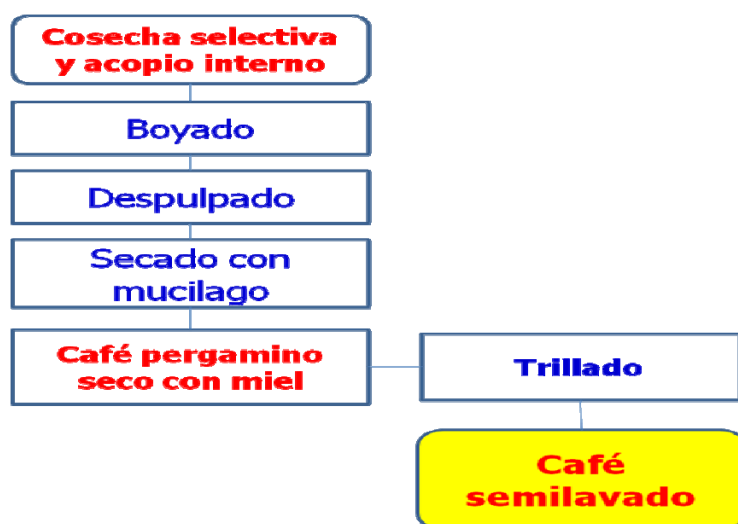 Cosecha selectiva
y acopio interno
Boyado
Despulpado
Secado con
mucilago
Café pergamino
seco con miel
Trillado
Café
semilavado